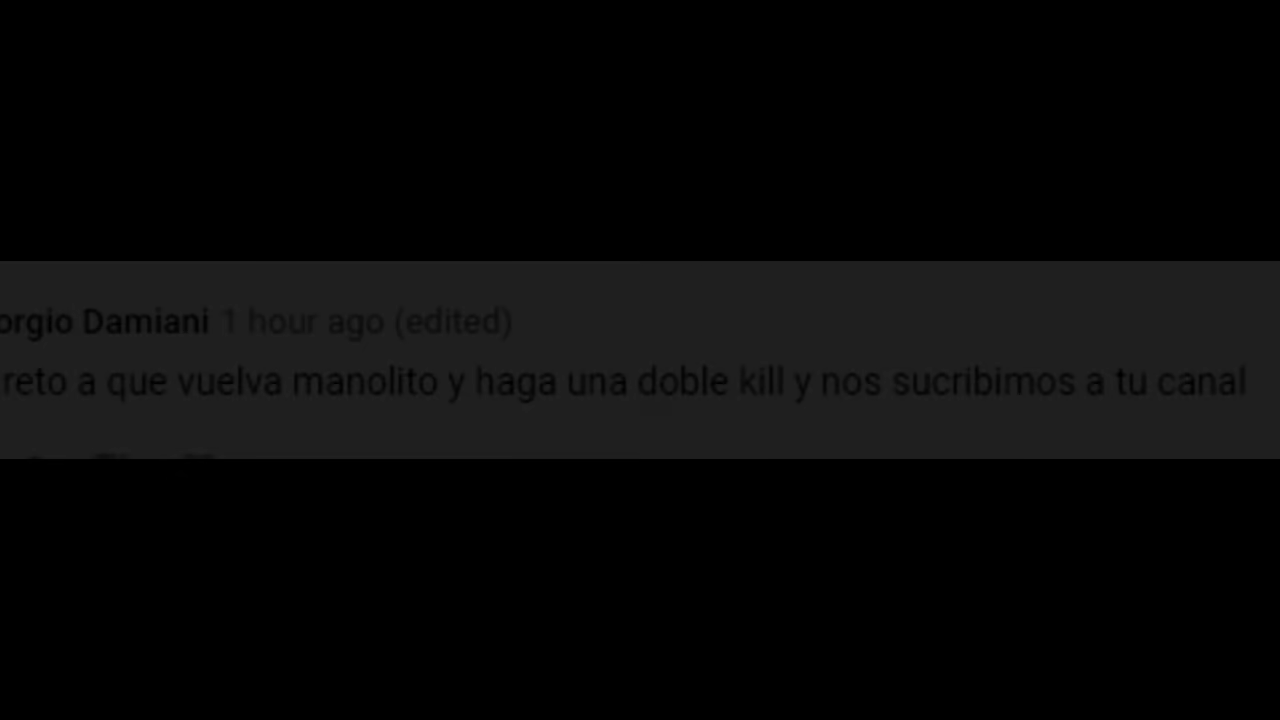 orgio Damiani 1 hour ago (edited)
reto a que vuelva manolito y haga una doble kill y nos sucribimos a tu canal